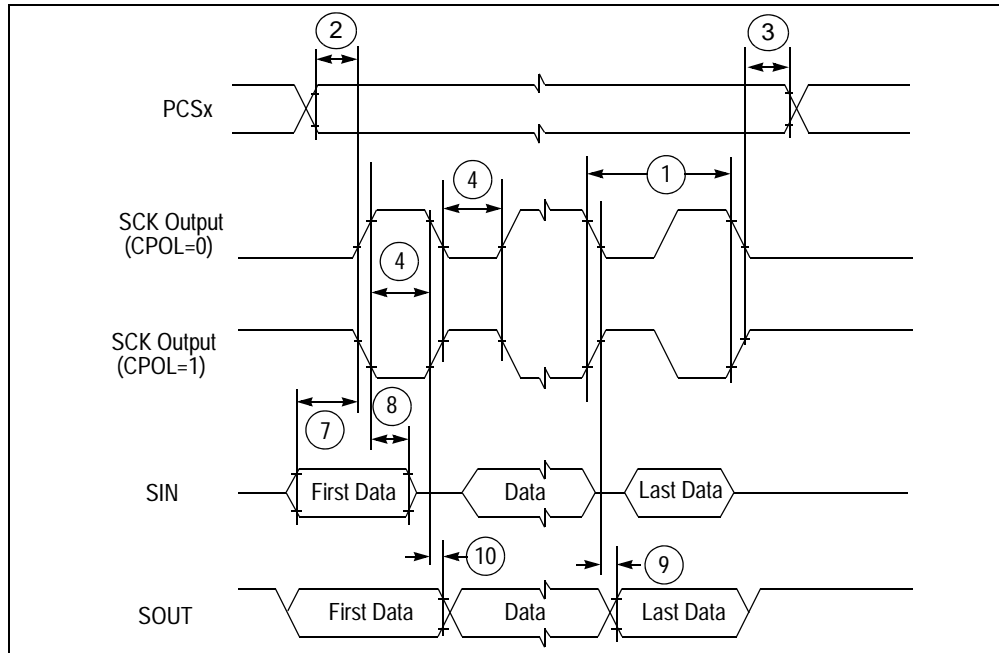 2
3
PCSx
1
4
SCK Output
(CPOL=0)
4
SCK Output
(CPOL=1)
8
7
SIN
First Data
Data
Last Data
10
9
SOUT
First Data
Data
Last Data